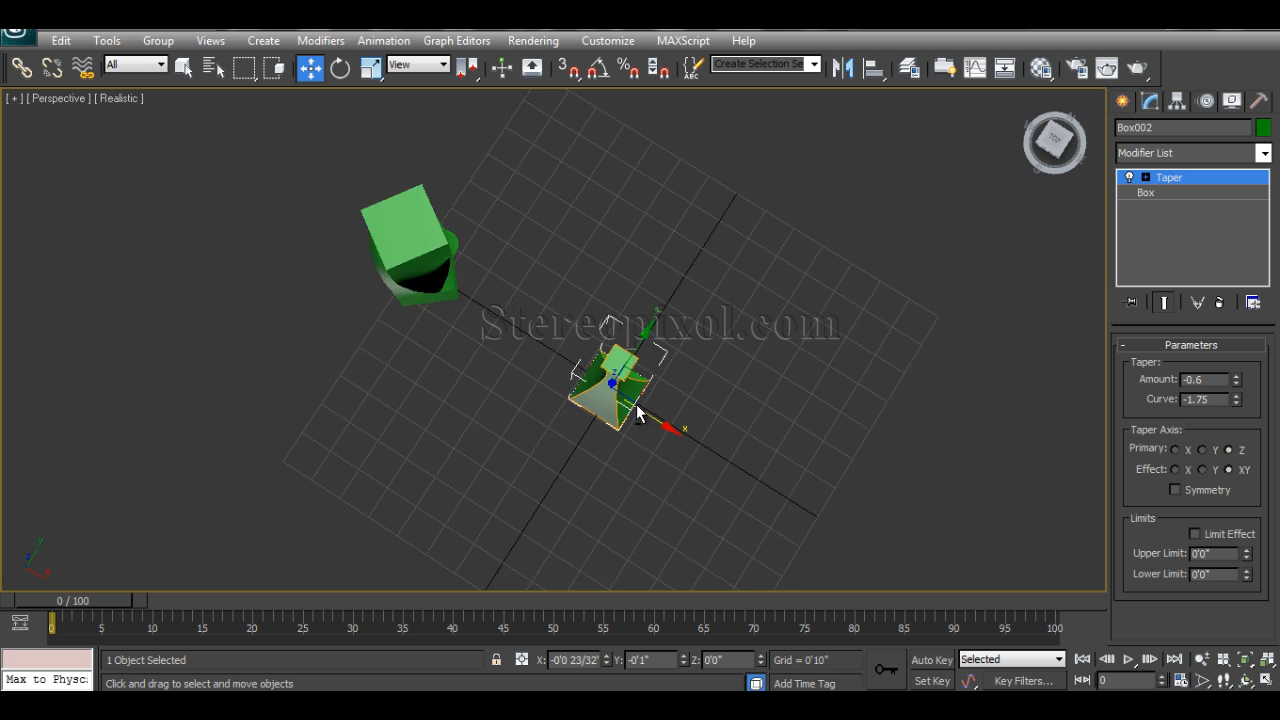 Edit Tools Group Views Create Modifiers Animation Graph Editors Rendering Customize MAXScript Help
All View 3 Create Selection Se
[ + ] [ Perspective ] [ Realistic ]
TOP
Stereopixol.com
z
x
y
x
Box002
Modifier List
Taper
Box
- Parameters
Taper:
Amount: -0.6
Curve: -1.75
Taper Axis:
Primary: X Y Z
Effect: X Y XY
Symmetry
Limits
Limit Effect
Upper Limit: 0'0"
Lower Limit: 0'0"
0 / 100
0 5 10 15 20 25 30 35 40 45 50 55 60 65 70 75 80 85 90 95 100
1 Object Selected X: -0'0 23/32" Y: -0'1" Z: 0'0" Grid = 0'10" Auto Key Selected
Max to Physc: Click and drag to select and move objects Add Time Tag Set Key Key Filters... 0